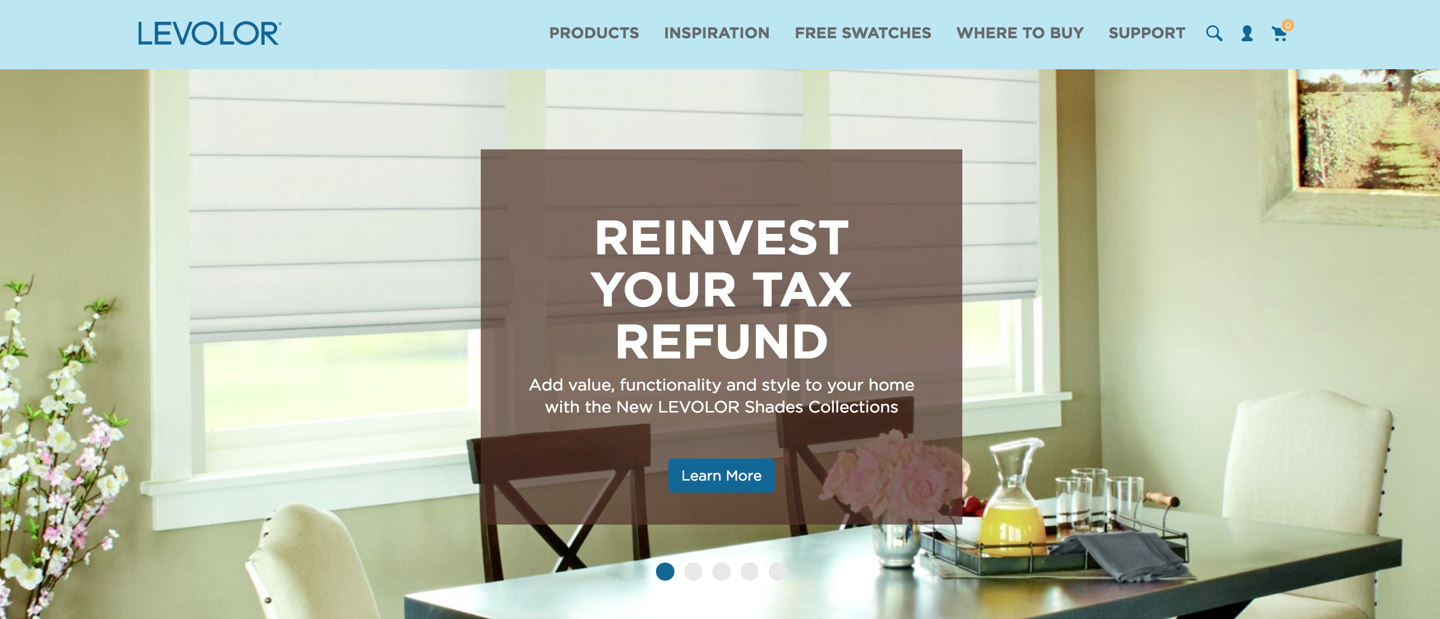 LEVOLOR®
PRODUCTS INSPIRATION FREE SWATCHES WHERE TO BUY SUPPORT 0
REINVEST
YOUR TAX
REFUND
Add value, functionality and style to your home
with the New LEVOLOR Shades Collections
Learn More